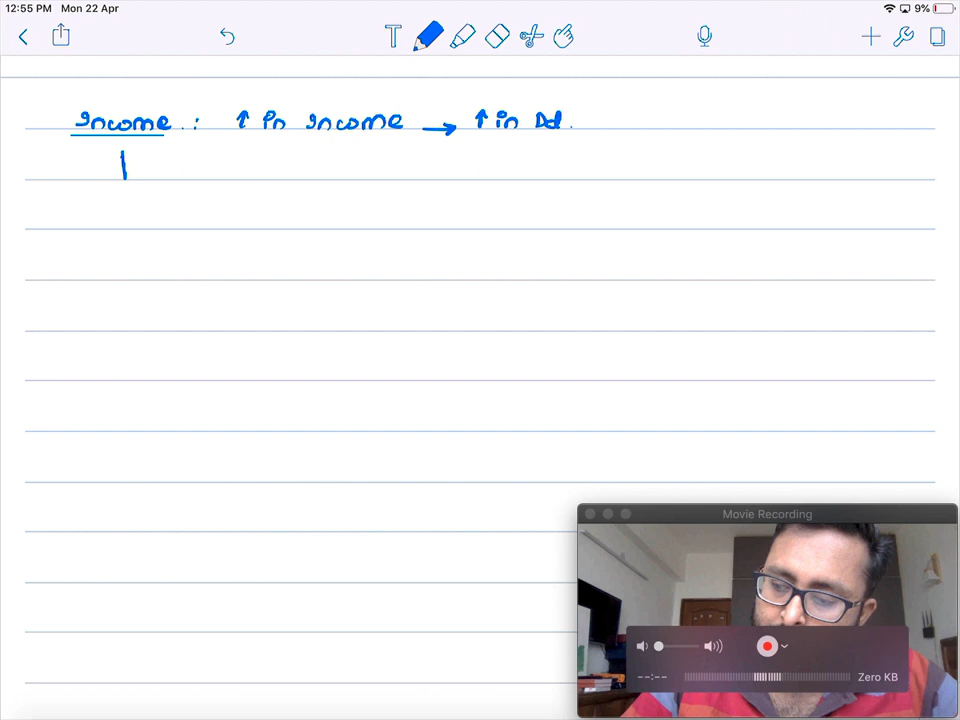 12:55 PM Mon 22 Apr
9%
T
Income : ↑ in Income → ↑ in Dd.
Movie Recording
--:--
Zero KB